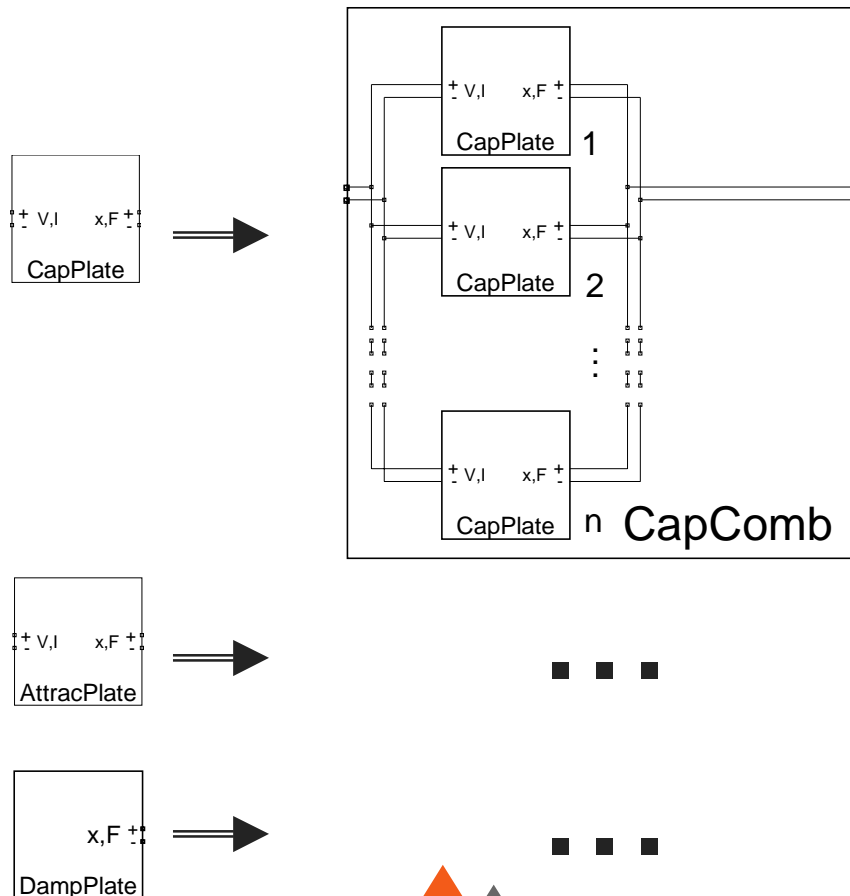 + V,I x,F +
- -
CapPlate 1
+ V,I x,F +
- -
CapPlate
+ V,I x,F +
- -
CapPlate 2
⋮
+ V,I x,F +
- -
CapPlate n CapComb
+ V,I x,F +
- -
AttracPlate
x,F +
-
DampPlate